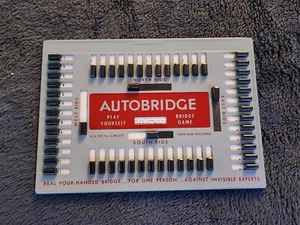 NORTH BIDS
WEST BIDS
EAST BIDS
AUTOBRIDGE
PLAY YOURSELF
BRIDGE GAME
SOUTH BIDS
REAL FOUR-HANDED BRIDGE...FOR ONE PERSON...AGAINST INVISIBLE EXPERTS